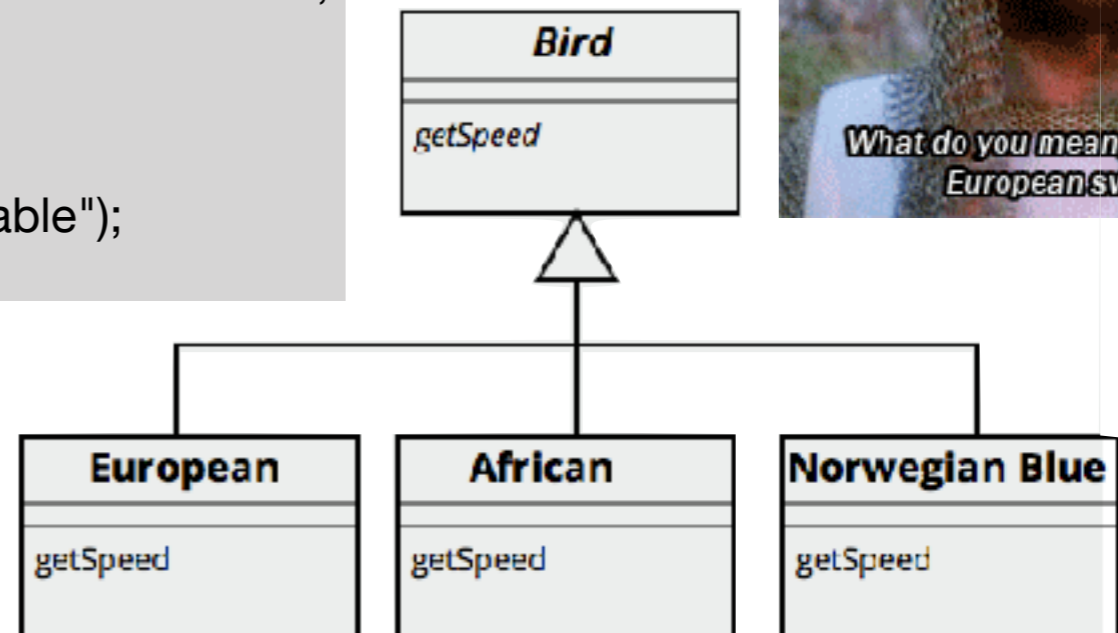 able");
Bird
getSpeed
What do you mean
European
European
getSpeed
African
getSpeed
Norwegian Blue
getSpeed